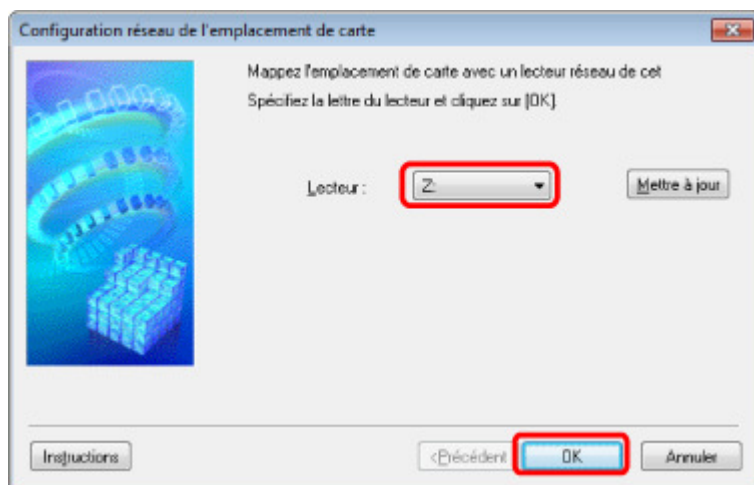 Configuration réseau de l'emplacement de carte
Mappez l'emplacement de carte avec un lecteur réseau de cet
Spécifiez la lettre du lecteur et cliquez sur [OK].
Lecteur : Z: Mettre à jour
Instructions <Précédent OK Annuler